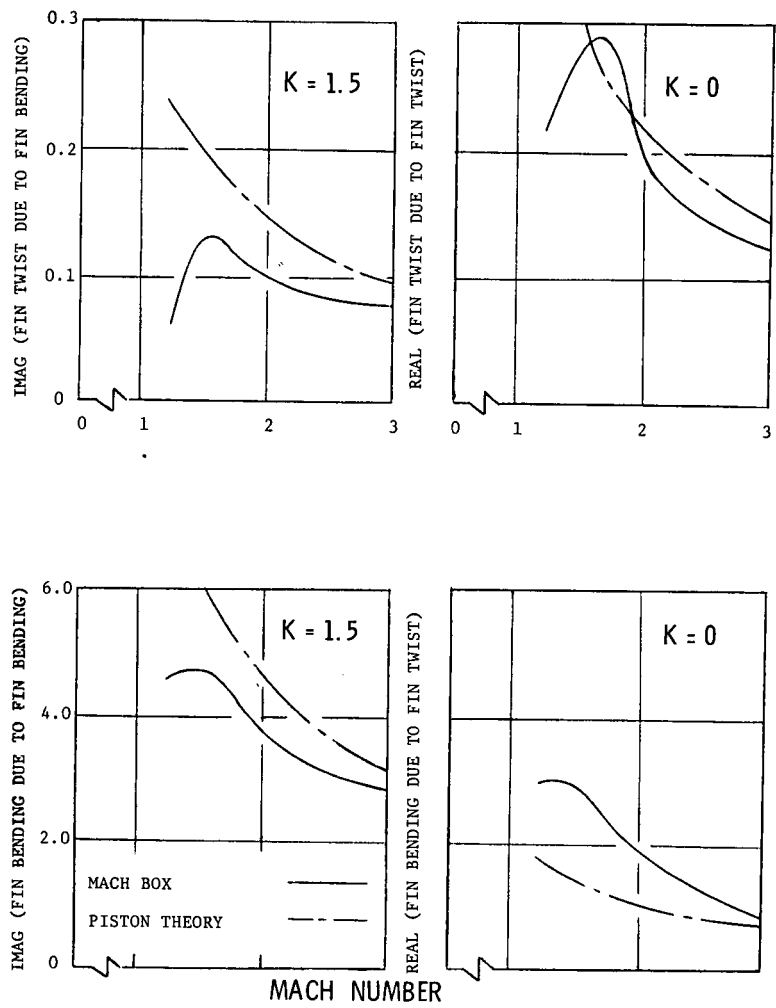 IMAG (FIN TWIST DUE TO FIN BENDING)
0.3
0.2
0.1
0
K = 1.5
0 1 2 3
REAL (FIN TWIST DUE TO FIN TWIST)
K = 0
0 1 2 3
IMAG (FIN BENDING DUE TO FIN BENDING)
6.0
4.0
2.0
0
K = 1.5
MACH BOX
PISTON THEORY
REAL (FIN BENDING DUE TO FIN TWIST)
K = 0
MACH NUMBER